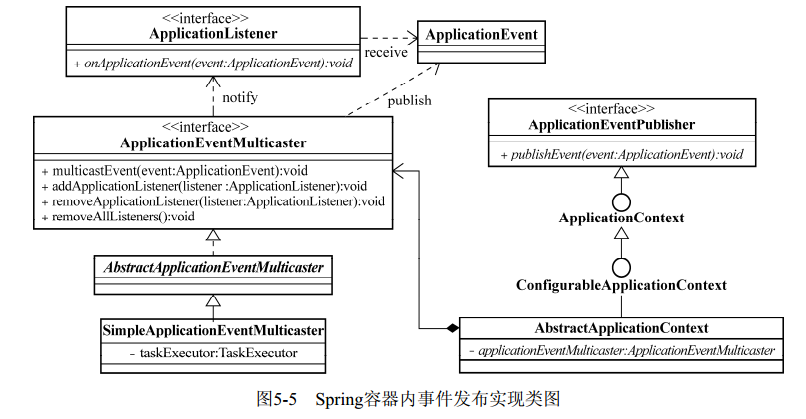 <<interface>>
ApplicationListener
+ onApplicationEvent(event:ApplicationEvent):void
receive
ApplicationEvent
notify
publish
<<interface>>
ApplicationEventMulticaster
+ multicastEvent(event:ApplicationEvent):void
+ addApplicationListener(listener :ApplicationListener):void
+ removeApplicationListener(listener:ApplicationListener):void
+ removeAllListeners():void
<<interface>>
ApplicationEventPublisher
+ publishEvent(event:ApplicationEvent):void
ApplicationContext
AbstractApplicationEventMulticaster
ConfigurableApplicationContext
SimpleApplicationEventMulticaster
- taskExecutor:TaskExecutor
AbstractApplicationContext
- applicationEventMulticaster:ApplicationEventMulticaster
图5-5 Spring容器内事件发布实现类图